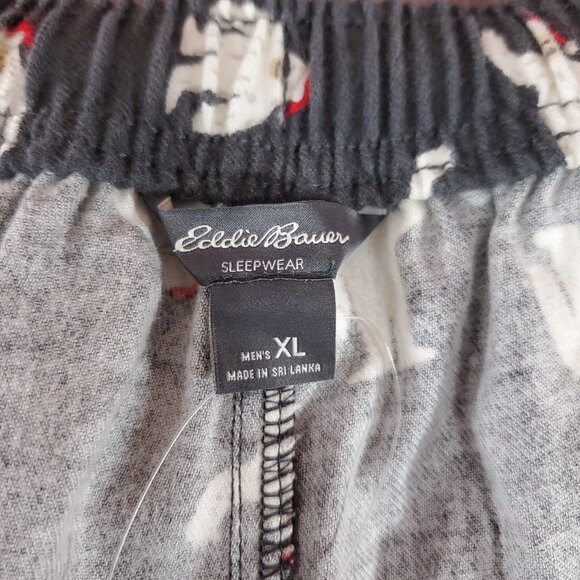 Eddie Bauer
SLEEPWEAR
MEN'S XL
MADE IN SRI LANKA